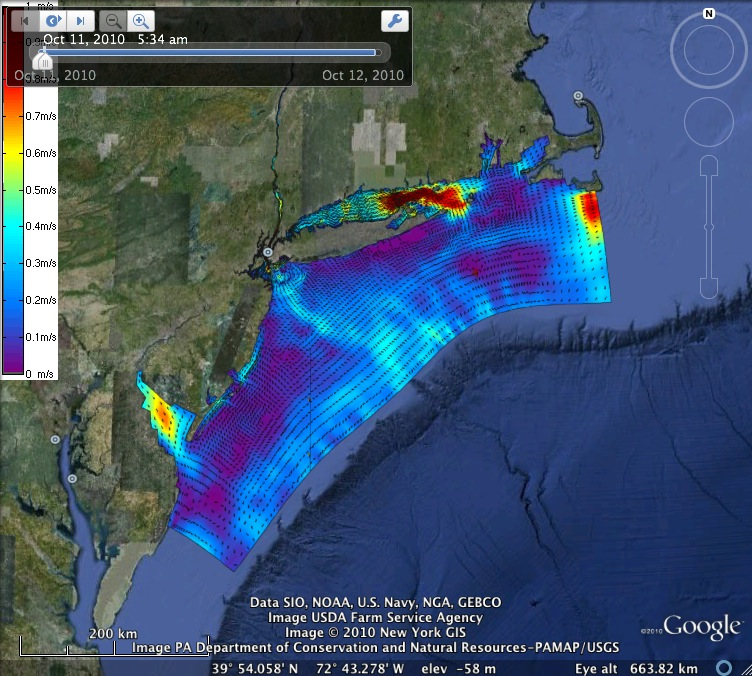 1 m/s
Oct 11, 2010   5:34 am
Oct 11, 2010
Oct 12, 2010
0.7m/s
0.6m/s
0.5m/s
0.4m/s
0.3m/s
0.2m/s
0.1m/s
0 m/s
N
Data SIO, NOAA, U.S. Navy, NGA, GEBCO
Image USDA Farm Service Agency
Image © 2010 New York GIS
©2010 Google
200 km
Image PA Department of Conservation and Natural Resources-PAMAP/USGS
39° 54.058' N   72° 43.278' W   elev  -58 m
Eye alt   663.82 km